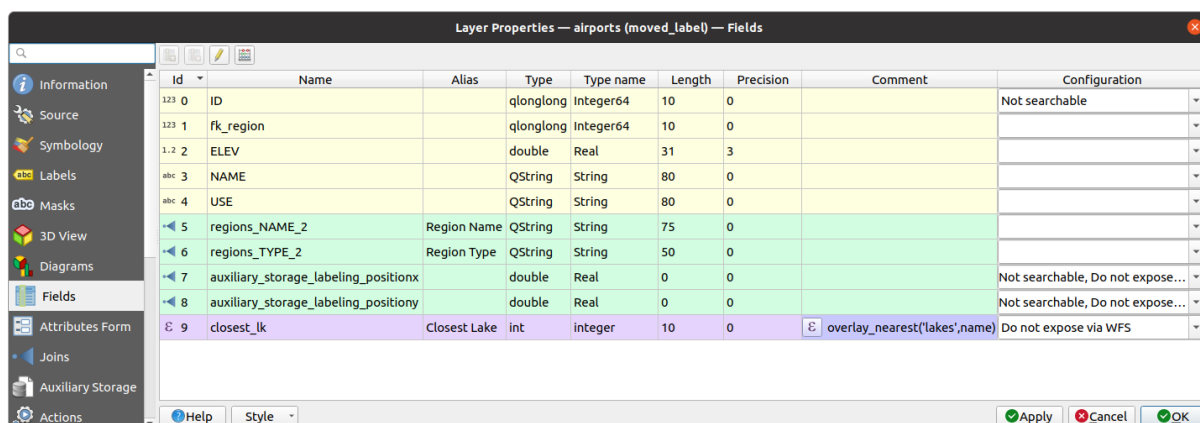 Layer Properties — airports (moved_label) — Fields
Information
Source
Symbology
abc Labels
abc Masks
3D View
Diagrams
Fields
Attributes Form
Joins
Auxiliary Storage
Actions
Id Name Alias Type Type name Length Precision Comment Configuration
123 0 ID qlonglong Integer64 10 0 Not searchable
123 1 fk_region qlonglong Integer64 10 0
1.2 2 ELEV double Real 31 3
abc 3 NAME QString String 80 0
abc 4 USE QString String 80 0
5 regions_NAME_2 Region Name QString String 75 0
6 regions_TYPE_2 Region Type QString String 50 0
7 auxiliary_storage_labeling_positionx double Real 0 0 Not searchable, Do not expose...
8 auxiliary_storage_labeling_positiony double Real 0 0 Not searchable, Do not expose...
ε 9 closest_lk Closest Lake int integer 10 0 ε overlay_nearest('lakes',name) Do not expose via WFS
Help Style Apply Cancel OK